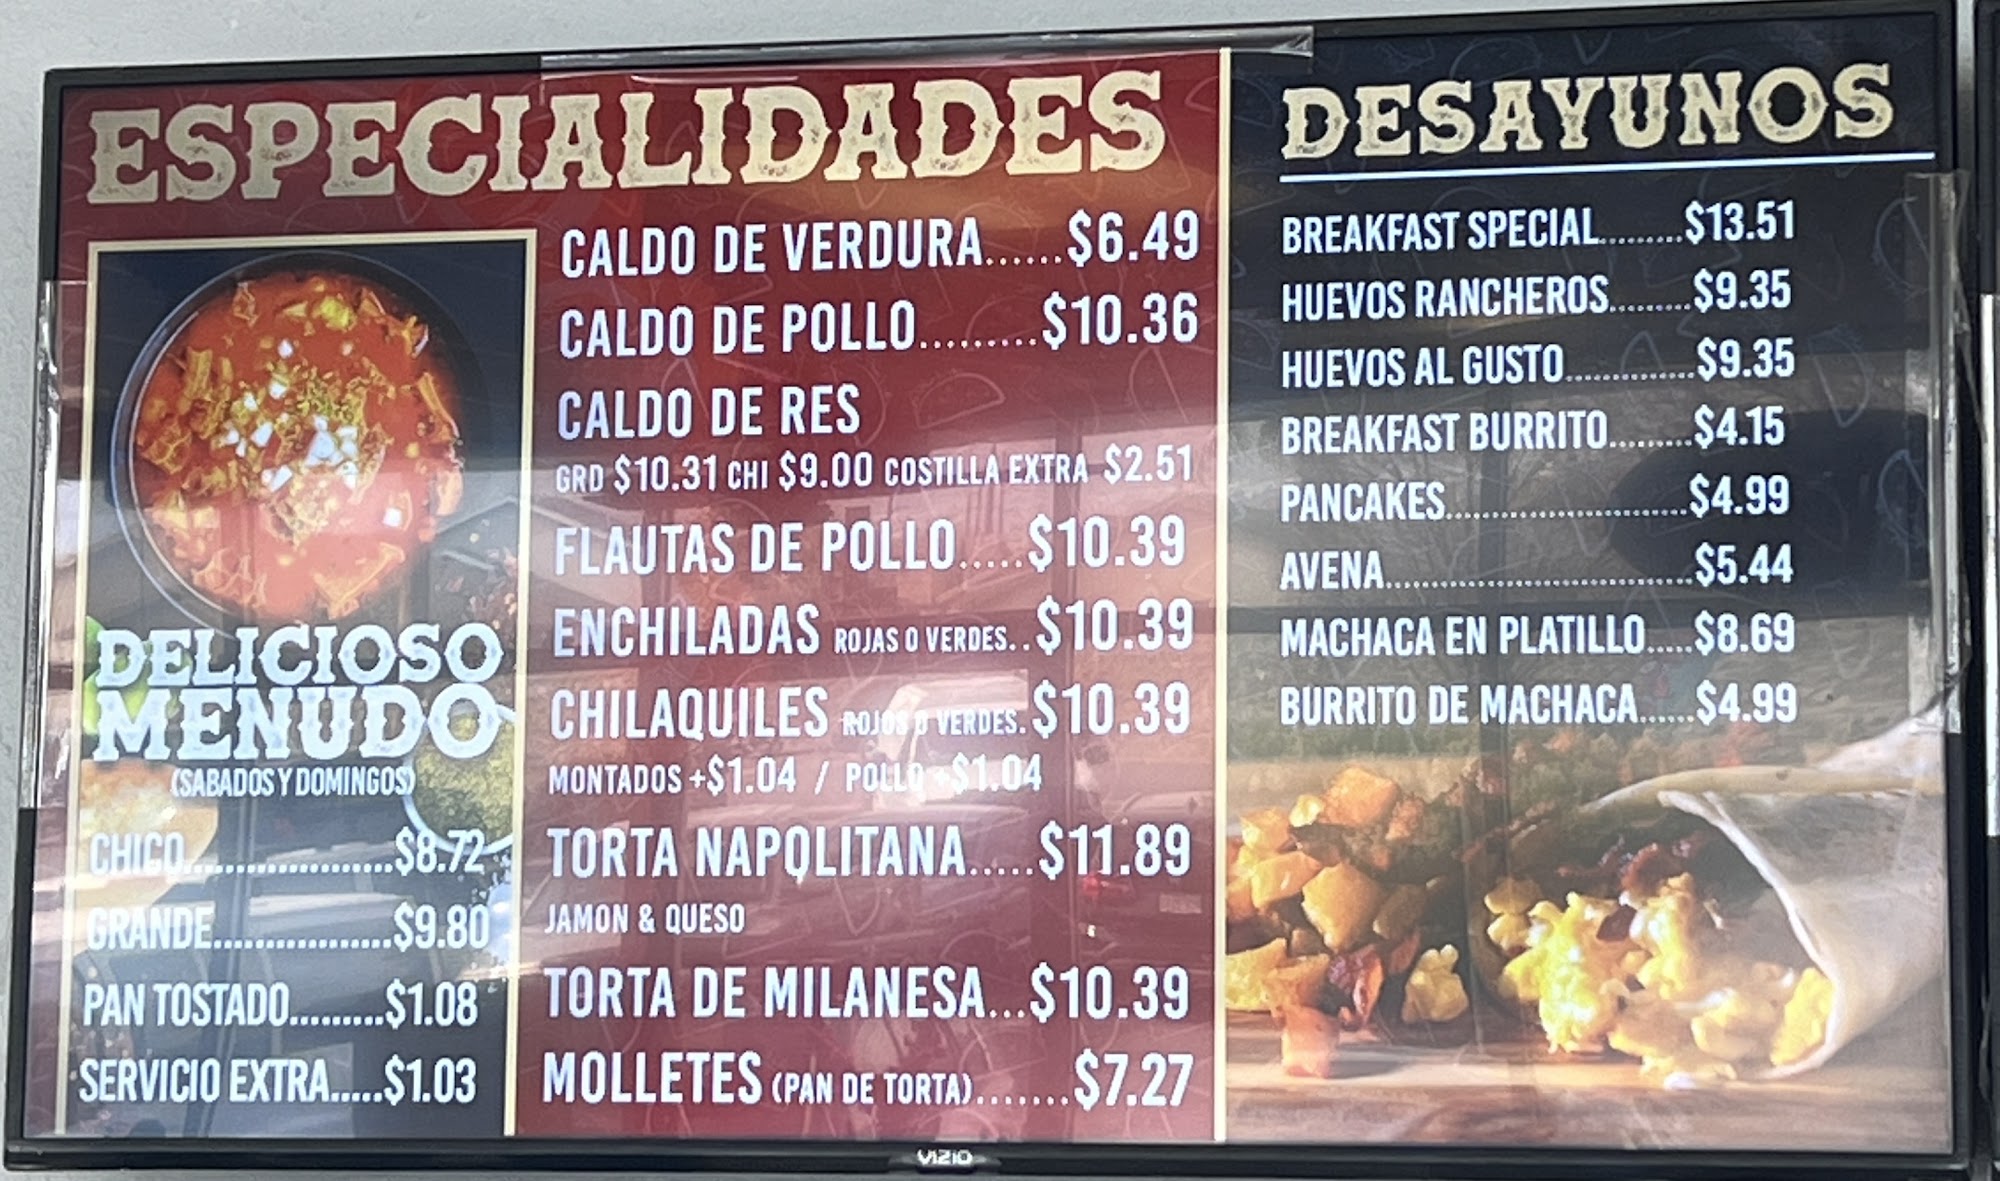 ESPECIALIDADES
DELICIOSO
MENUDO
(SABADOS Y DOMINGOS)
CHICO....................$8.72
GRANDE.................$9.80
PAN TOSTADO.........$1.08
SERVICIO EXTRA.....$1.03
CALDO DE VERDURA......$6.49
CALDO DE POLLO.........$10.36
CALDO DE RES
GRD $10.31 CHI $9.00 COSTILLA EXTRA $2.51
FLAUTAS DE POLLO.....$10.39
ENCHILADAS ROJAS O VERDES..$10.39
CHILAQUILES ROJOS O VERDES.$10.39
MONTADOS +$1.04 / POLLO +$1.04
TORTA NAPOLITANA.....$11.89
JAMON & QUESO
TORTA DE MILANESA...$10.39
MOLLETES (PAN DE TORTA).......$7.27
DESAYUNOS
BREAKFAST SPECIAL.........$13.51
HUEVOS RANCHEROS.........$9.35
HUEVOS AL GUSTO..............$9.35
BREAKFAST BURRITO.........$4.15
PANCAKES..........................$4.99
AVENA.................................$5.44
MACHACA EN PLATILLO.....$8.69
BURRITO DE MACHACA......$4.99
VIZIO